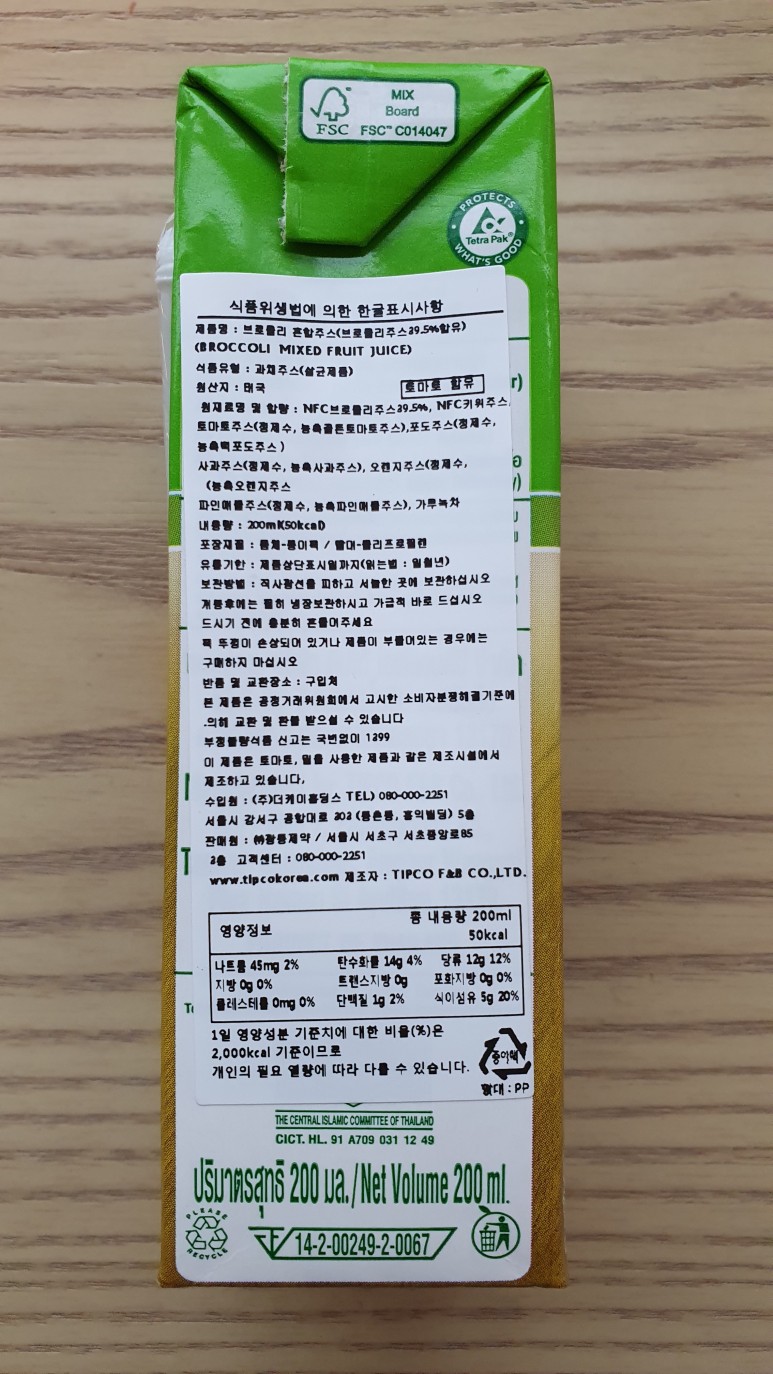 MIX
Board
FSC FSC™ C014047
PROTECTS
Tetra Pak®
WHAT'S GOOD
식품위생법에 의한 한글표시사항
제품명 : 브로콜리 혼합주스(브로콜리주스39.5%함유)
(BROCCOLI MIXED FRUIT JUICE)
식품유형 : 과채주스(살균제품)
원산지 : 태국
토마토 함유
원재료명 및 함량 : NFC브로콜리주스39.5%, NFC키위주스,
토마토주스(정제수, 농축골든토마토주스),포도주스(정제수,
농축백포도주스)
사과주스(정제수, 농축사과주스), 오렌지주스(정제수,
(농축오렌지주스
파인애플주스(정제수, 농축파인애플주스), 가루녹차
내용량 : 200ml(50kcal)
포장재질 : 몸체-종이팩 / 빨대-폴리프로필렌
유통기한 : 제품상단표시일까지(읽는법 : 일월년)
보관방법 : 직사광선을 피하고 서늘한 곳에 보관하십시오
개봉후에는 필히 냉장보관하시고 가급적 바로 드십시오
드시기 전에 충분히 흔들어주세요
팩 뚜껑이 손상되어 있거나 제품이 부풀어있는 경우에는
구매하지 마십시오
반품 및 교환장소 : 구입처
본 제품은 공정거래위원회에서 고시한 소비자분쟁해결기준에
.의해 교환 및 환불 받으실 수 있습니다
부정불량식품 신고는 국번없이 1399
이 제품은 토마토, 밀을 사용한 제품과 같은 제조시설에서
제조하고 있습니다.
수입원 : (주)더케이홀딩스 TEL) 080-000-2251
서울시 강서구 공항대로 303 (등촌동, 홍익빌딩) 5층
판매원 : ㈜광동제약 / 서울시 서초구 서초중앙로85
3층 고객센터 : 080-000-2251
www.tipcokorea.com 제조자 : TIPCO F&B CO.,LTD.
영양정보
총 내용량 200ml
50kcal
나트륨 45mg 2% 탄수화물 14g 4% 당류 12g 12%
지방 0g 0% 트랜스지방 0g 포화지방 0g 0%
콜레스테롤 0mg 0% 단백질 1g 2% 식이섬유 5g 20%
1일 영양성분 기준치에 대한 비율(%)은
2,000kcal 기준이므로
개인의 필요 열량에 따라 다를 수 있습니다.
종이팩
빨대 : PP
THE CENTRAL ISLAMIC COMMITTEE OF THAILAND
CICT. HL. 91 A709 031 12 49
ปริมาตรสุทธิ 200 มล./Net Volume 200 ml.
PLEASE
RECYCLE
14-2-00249-2-0067